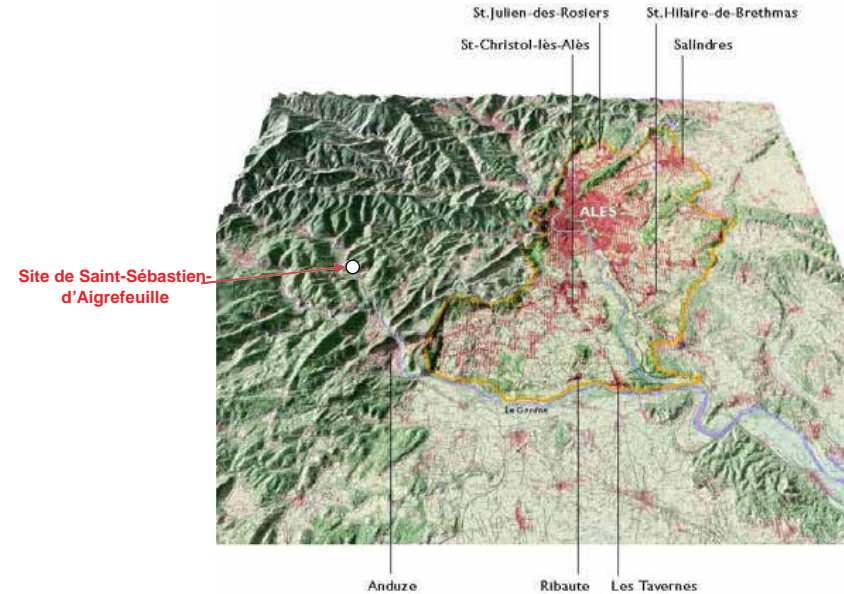 St.Julien-des-Rosiers St.Hilaire-de-Brethmas
St-Christol-lès-Alès Salindres
ALES
Site de Saint-Sébastien-
d'Aigrefeuille
Le Gardon
Anduze Ribaute Les Tavernes